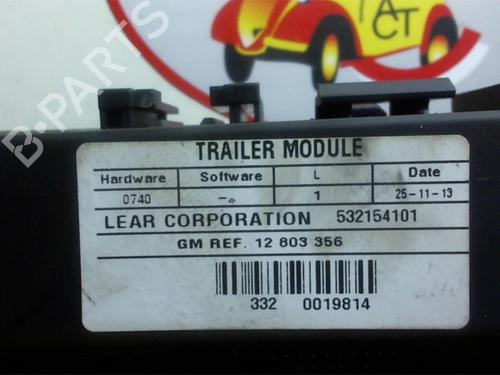 TACT
B-PARTS
TRAILER MODULE
Hardware Software L Date
0740 -. 1 25-11-13
LEAR CORPORATION 532154101
GM REF. 12 803 356
332 0019814